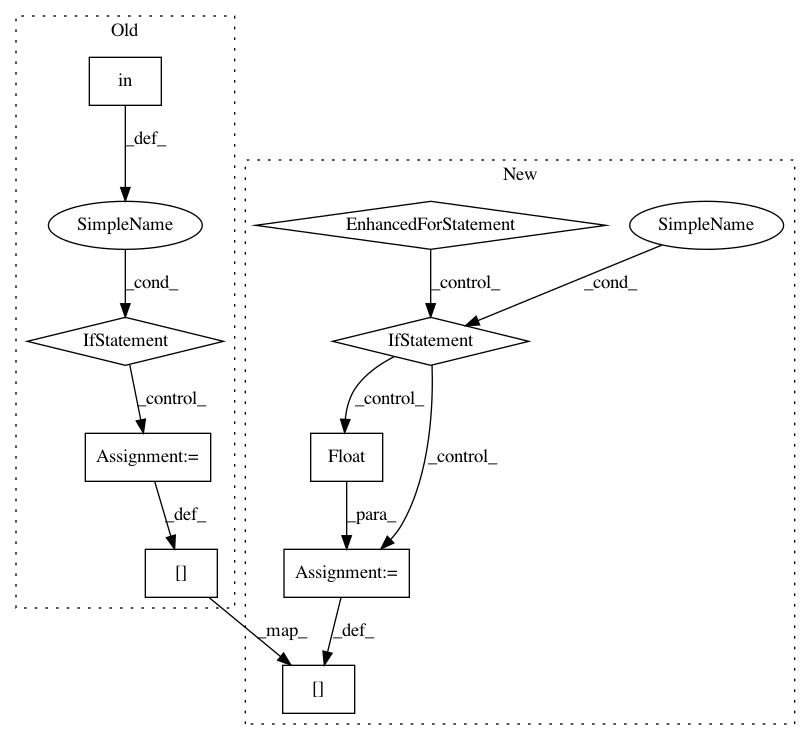 Old
in
_def_
New
SimpleName
EnhancedForStatement
SimpleName
_cond_
_control_
_cond_
IfStatement
IfStatement
_control_
_control_
Assignment:=
Float
_control_
_def_
_para_
[]
Assignment:=
_map_
_def_
[]